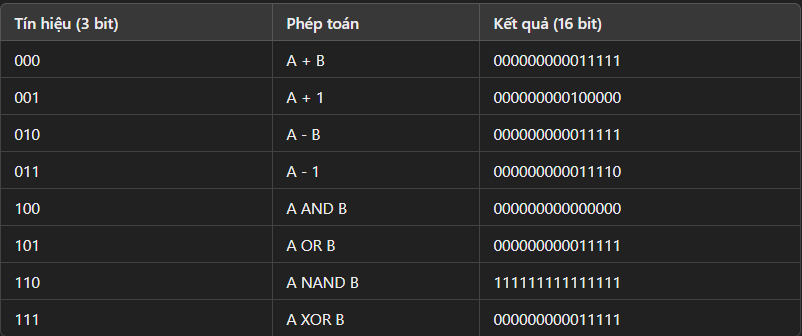 Tín hiệu (3 bit) Phép toán Kết quả (16 bit)
000 A + B 000000000011111
001 A + 1 000000000100000
010 A - B 000000000011111
011 A - 1 000000000011110
100 A AND B 000000000000000
101 A OR B 000000000011111
110 A NAND B 111111111111111
111 A XOR B 000000000011111